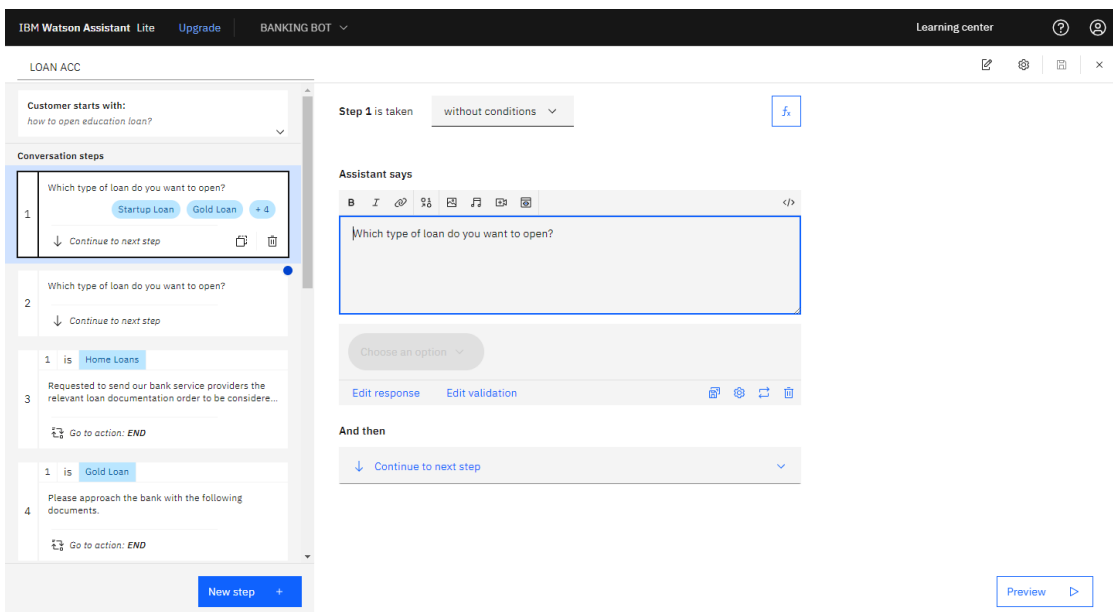 IBM Watson Assistant Lite Upgrade BANKING BOT Learning center
LOAN ACC
Customer starts with:
how to open education loan?
Conversation steps
1
Which type of loan do you want to open?
Startup Loan Gold Loan + 4
Continue to next step
2
Which type of loan do you want to open?
Continue to next step
3
1 is Home Loans
Requested to send our bank service providers the
relevant loan documentation order to be considere...
Go to action: END
4
1 is Gold Loan
Please approach the bank with the following
documents.
Go to action: END
New step +
Step 1 is taken without conditions
fx
Assistant says
B I </>
Which type of loan do you want to open?
Choose an option
Edit response Edit validation
And then
Continue to next step
Preview